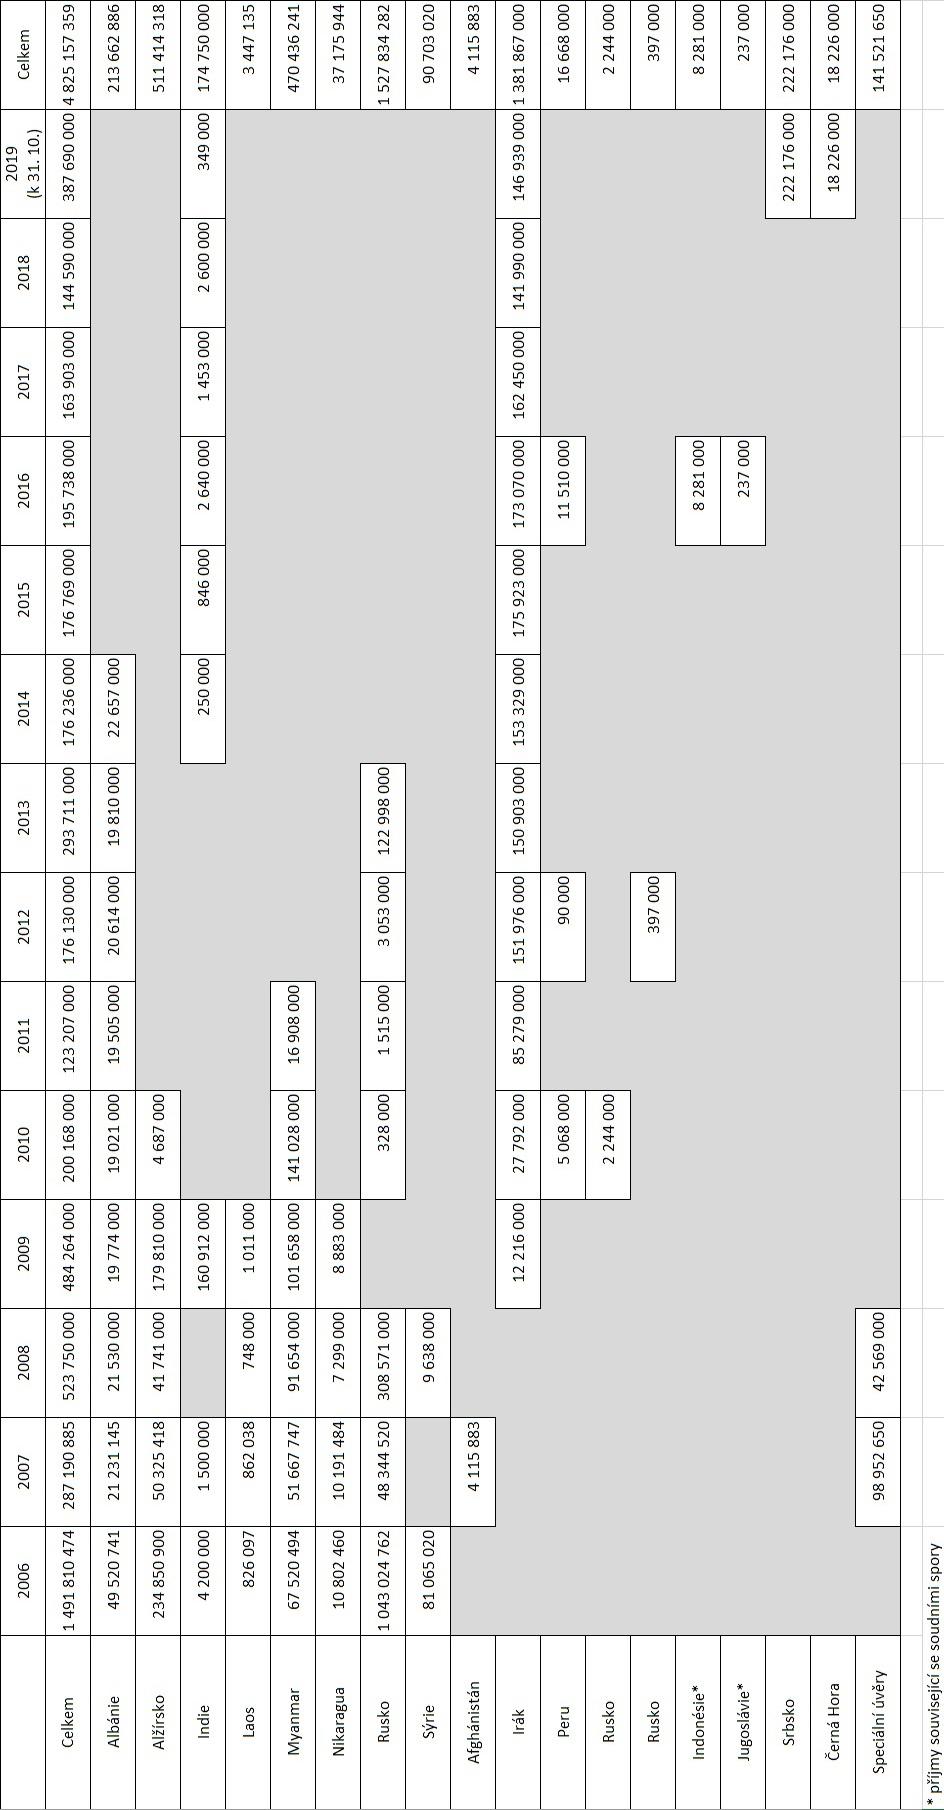 2006 2007 2008 2009 2010 2011 2012 2013 2014 2015 2016 2017 2018 2019 (k 31. 10.) Celkem
Celkem 1 491 810 474 287 190 885 523 750 000 484 264 000 200 168 000 123 207 000 176 130 000 293 711 000 176 236 000 176 769 000 195 738 000 163 903 000 144 590 000 387 690 000 4 825 157 359
Albánie 49 520 741 21 231 145 21 530 000 19 774 000 19 021 000 19 505 000 20 614 000 19 810 000 22 657 000 213 662 886
Alžírsko 234 850 900 50 325 418 41 741 000 179 810 000 4 687 000 511 414 318
Indie 4 200 000 1 500 000 160 912 000 250 000 846 000 2 640 000 1 453 000 2 600 000 349 000 174 750 000
Laos 826 097 862 038 748 000 1 011 000 3 447 135
Myanmar 67 520 494 51 667 747 91 654 000 101 658 000 141 028 000 16 908 000 470 436 241
Nikaragua 10 802 460 10 191 484 7 299 000 8 883 000 37 175 944
Rusko 1 043 024 762 48 344 520 308 571 000 328 000 1 515 000 3 053 000 122 998 000 1 527 834 282
Sýrie 81 065 020 9 638 000 90 703 020
Afghánistán 4 115 883 4 115 883
Irák 12 216 000 27 792 000 85 279 000 151 976 000 150 903 000 153 329 000 175 923 000 173 070 000 162 450 000 141 990 000 146 939 000 1 381 867 000
Peru 5 068 000 90 000 11 510 000 16 668 000
Rusko 2 244 000 2 244 000
Rusko 397 000 397 000
Indonésie* 8 281 000 8 281 000
Jugoslávie* 237 000 237 000
Srbsko 222 176 000 222 176 000
Černá Hora 18 226 000 18 226 000
Speciální úvěry 98 952 650 42 569 000 141 521 650
* příjmy související se soudními spory